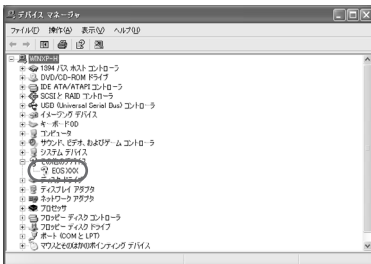 デバイス マネージャ
ファイル(F) 操作(A) 表示(V) ヘルプ(H)
WINXP-H
1394 バス ホスト コントローラ
DVD/CD-ROM ドライブ
IDE ATA/ATAPI コントローラ
SCSI と RAID コントローラ
USB (Universal Serial Bus) コントローラ
イメージング デバイス
キーボード
コンピュータ
サウンド、ビデオ、およびゲーム コントローラ
システム デバイス
その他のデバイス
EOS XXX
ディスク ドライブ
ディスプレイ アダプタ
ネットワーク アダプタ
プロセッサ
フロッピー ディスク コントローラ
フロッピー ディスク ドライブ
ポート (COM と LPT)
マウスとそのほかのポインティング デバイス